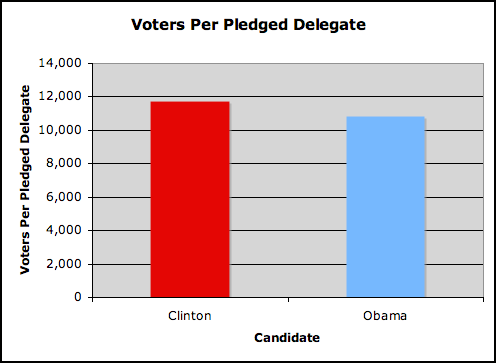 Voters Per Pledged Delegate
Voters Per Pledged Delegate
14,000
12,000
10,000
8,000
6,000
4,000
2,000
0
Clinton
Obama
Candidate